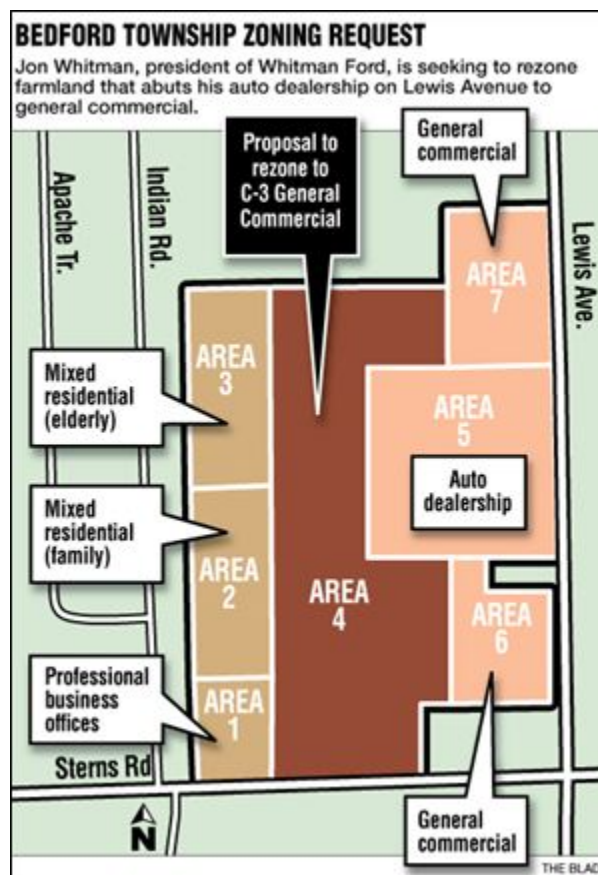 BEDFORD TOWNSHIP ZONING REQUEST
Jon Whitman, president of Whitman Ford, is seeking to rezone
farmland that abuts his auto dealership on Lewis Avenue to
general commercial.
Proposal to
rezone to
C-3 General
Commercial
General
commercial
Apache Tr.
Indian Rd.
Lewis Ave.
AREA
7
AREA
3
Mixed
residential
(elderly)
AREA
5
Auto
dealership
Mixed
residential
(family)
AREA
2
AREA
4
AREA
6
Professional
business
offices
AREA
1
Sterns Rd
N
General
commercial
THE BLAD